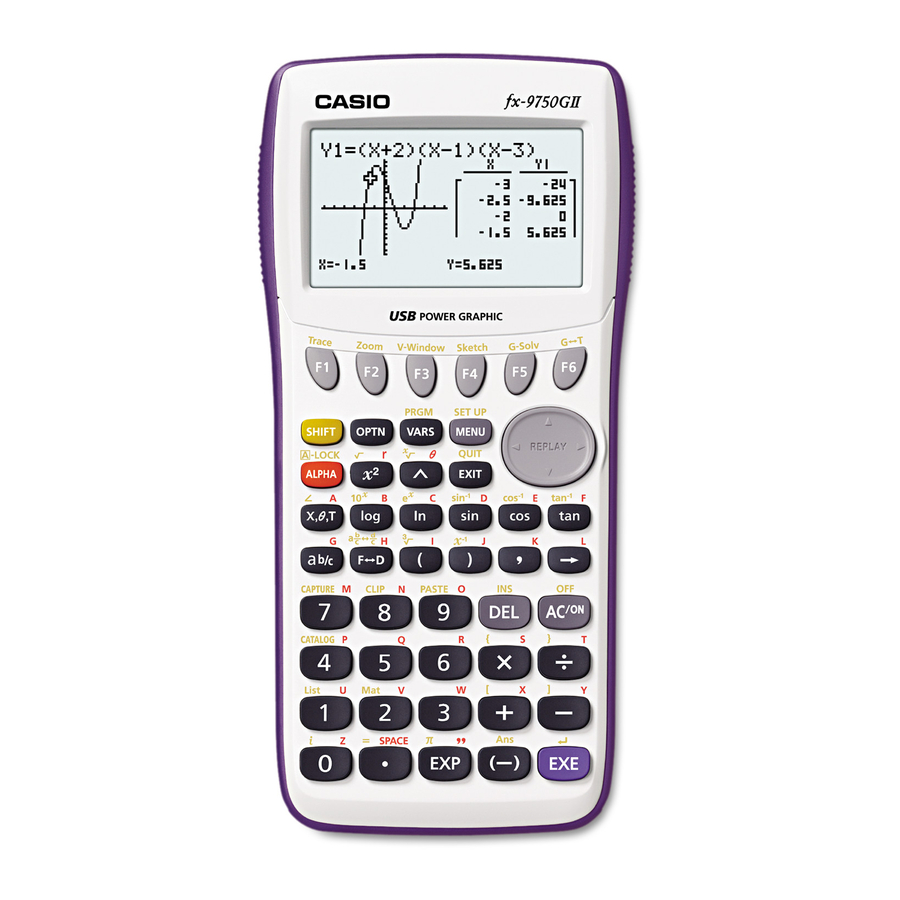 CASIO fx-9750GII
Y1=(X+2)(X-1)(X-3)
X Y1
-3 -24
-2.5 -9.625
-2 0
-1.5 5.625
X=-1.5 Y=5.625
USB POWER GRAPHIC
Trace Zoom V-Window Sketch G-Solv G↔T
F1 F2 F3 F4 F5 F6
PRGM SET UP
SHIFT OPTN VARS MENU
REPLAY
A-LOCK √ r ˣ√ θ QUIT
ALPHA x² ^ EXIT
∠ A 10ˣ B eˣ C sin⁻¹ D cos⁻¹ E tan⁻¹ F
X,θ,T log ln sin cos tan
G a b/c↔d/c H ³√ I x⁻¹ J K L
a b/c F↔D ( ) , →
CAPTURE M CLIP N PASTE O INS OFF
7 8 9 DEL AC/ON
CATALOG P Q R { S } T
4 5 6 × ÷
List U Mat V W [ X ] Y
1 2 3 + −
i Z = SPACE π " Ans ↵
0 . EXP (−) EXE